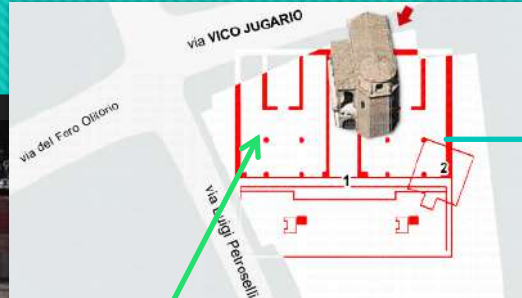 via VICO JUGARIO
via del Foro Olitorio
via Luigi Petroselli
1
2